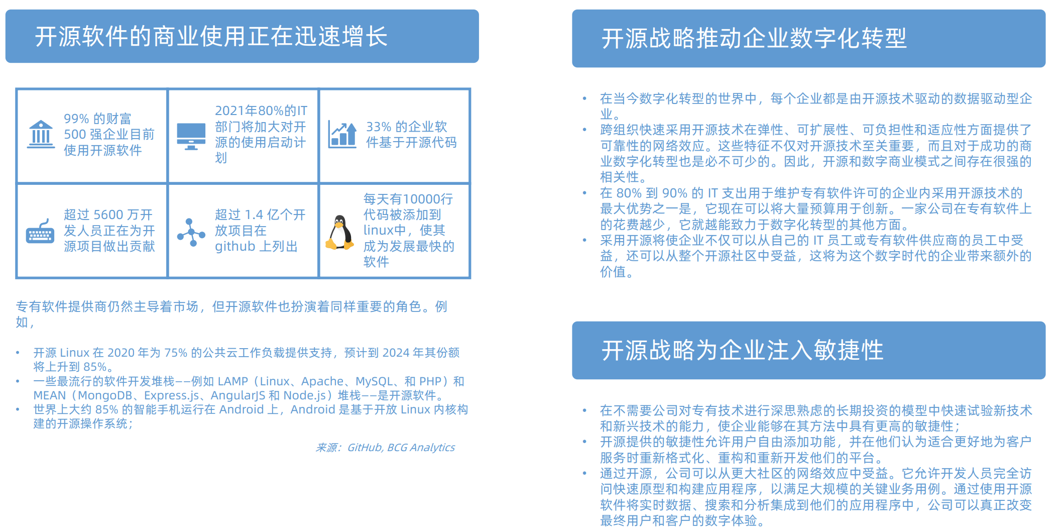 开源软件的商业使用正在迅速增长
99% 的财富
500 强企业目前
使用开源软件
2021年80%的IT
部门将加大对开
源的使用启动计
划
33% 的企业软
件基于开源代码
超过 5600 万开
发人员正在为开
源项目做出贡献
超过 1.4 亿个开
放项目在
github 上列出
每天有10000行
代码被添加到
linux中，使其
成为发展最快的
软件
专有软件提供商仍然主导着市场，但开源软件也扮演着同样重要的角色。例
如，
• 开源 Linux 在 2020 年为 75% 的公共云工作负载提供支持，预计到 2024 年其份额
将上升到 85%。
• 一些最流行的软件开发堆栈——例如 LAMP（Linux、Apache、MySQL、和 PHP）和
MEAN（MongoDB、Express.js、AngularJS 和 Node.js）堆栈——是开源软件。
• 世界上大约 85% 的智能手机运行在 Android 上，Android 是基于开放 Linux 内核构
建的开源操作系统；
来源：GitHub, BCG Analytics
开源战略推动企业数字化转型
• 在当今数字化转型的世界中，每个企业都是由开源技术驱动的数据驱动型企
业。
• 跨组织快速采用开源技术在弹性、可扩展性、可负担性和适应性方面提供了
可靠性的网络效应。这些特征不仅对开源技术至关重要，而且对于成功的商
业数字化转型也是必不可少的。因此，开源和数字商业模式之间存在很强的
相关性。
• 在 80% 到 90% 的 IT 支出用于维护专有软件许可的企业内采用开源技术的
最大优势之一是，它现在可以将大量预算用于创新。一家公司在专有软件上
的花费越少，它就越能致力于数字化转型的其他方面。
• 采用开源将使企业不仅可以从自己的 IT 员工或专有软件供应商的员工中受
益，还可以从整个开源社区中受益，这将为这个数字时代的企业带来额外的
价值。
开源战略为企业注入敏捷性
• 在不需要公司对专有技术进行深思熟虑的长期投资的模型中快速试验新技术
和新兴技术的能力，使企业能够在其方法中具有更高的敏捷性；
• 开源提供的敏捷性允许用户自由添加功能，并在他们认为适合更好地为客户
服务时重新格式化、重构和重新开发他们的平台。
• 通过开源，公司可以从更大社区的网络效应中受益。它允许开发人员完全访
问快速原型和构建应用程序，以满足大规模的关键业务用例。通过使用开源
软件将实时数据、搜索和分析集成到他们的应用程序中，公司可以真正改变
最终用户和客户的数字体验。